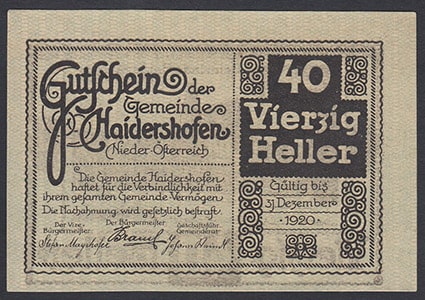 Gutschein der
Gemeinde
Haidershofen
Nieder-Österreich
Die Gemeinde Haidershofen
haftet für die Verbindlichkeit mit
ihrem gesamten Gemeinde Vermögen.
Die Nachahmung wird gesetzlich bestraft
Der Vize-Bürgermeister
Der Bürgermeister
Geschäftsführ. Gemeinderat
40
Vierzig
Heller
Gültig bis
31 Dezember
1920